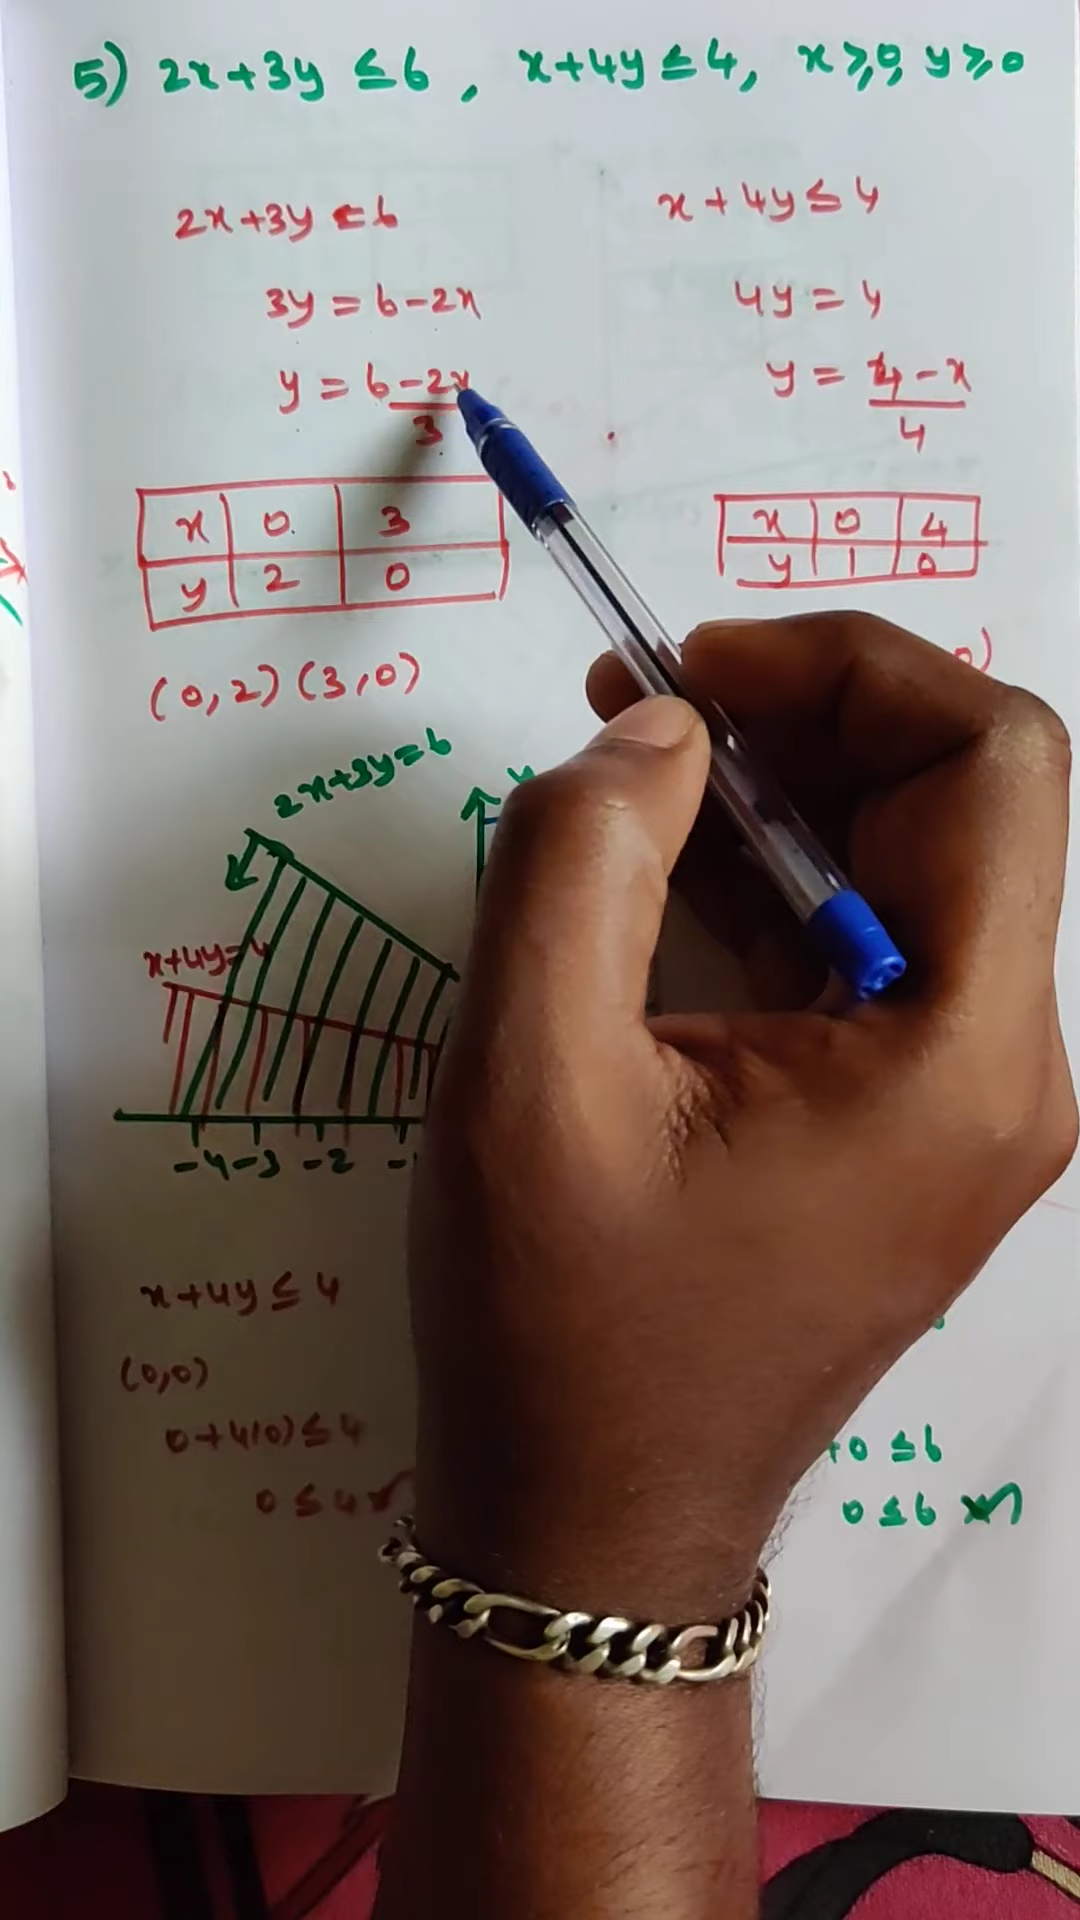 5) 2x+3y ≤6, x+4y≤4, x≥0, y≥0
2x+3y ≤6
3y = 6-2x
y = 6-2x
3
x 0 3
y 2 0
(0,2) (3,0)
x + 4y ≤ 4
4y = 4
y = 4-x
4
x 0 4
y 1 0
0)
2x+3y=6
y
x+4y=4
-4 -3 -2
x+4y ≤ 4
(0,0)
0+4(0)≤4
0 ≤ 4
+0 ≤6
0 ≤6